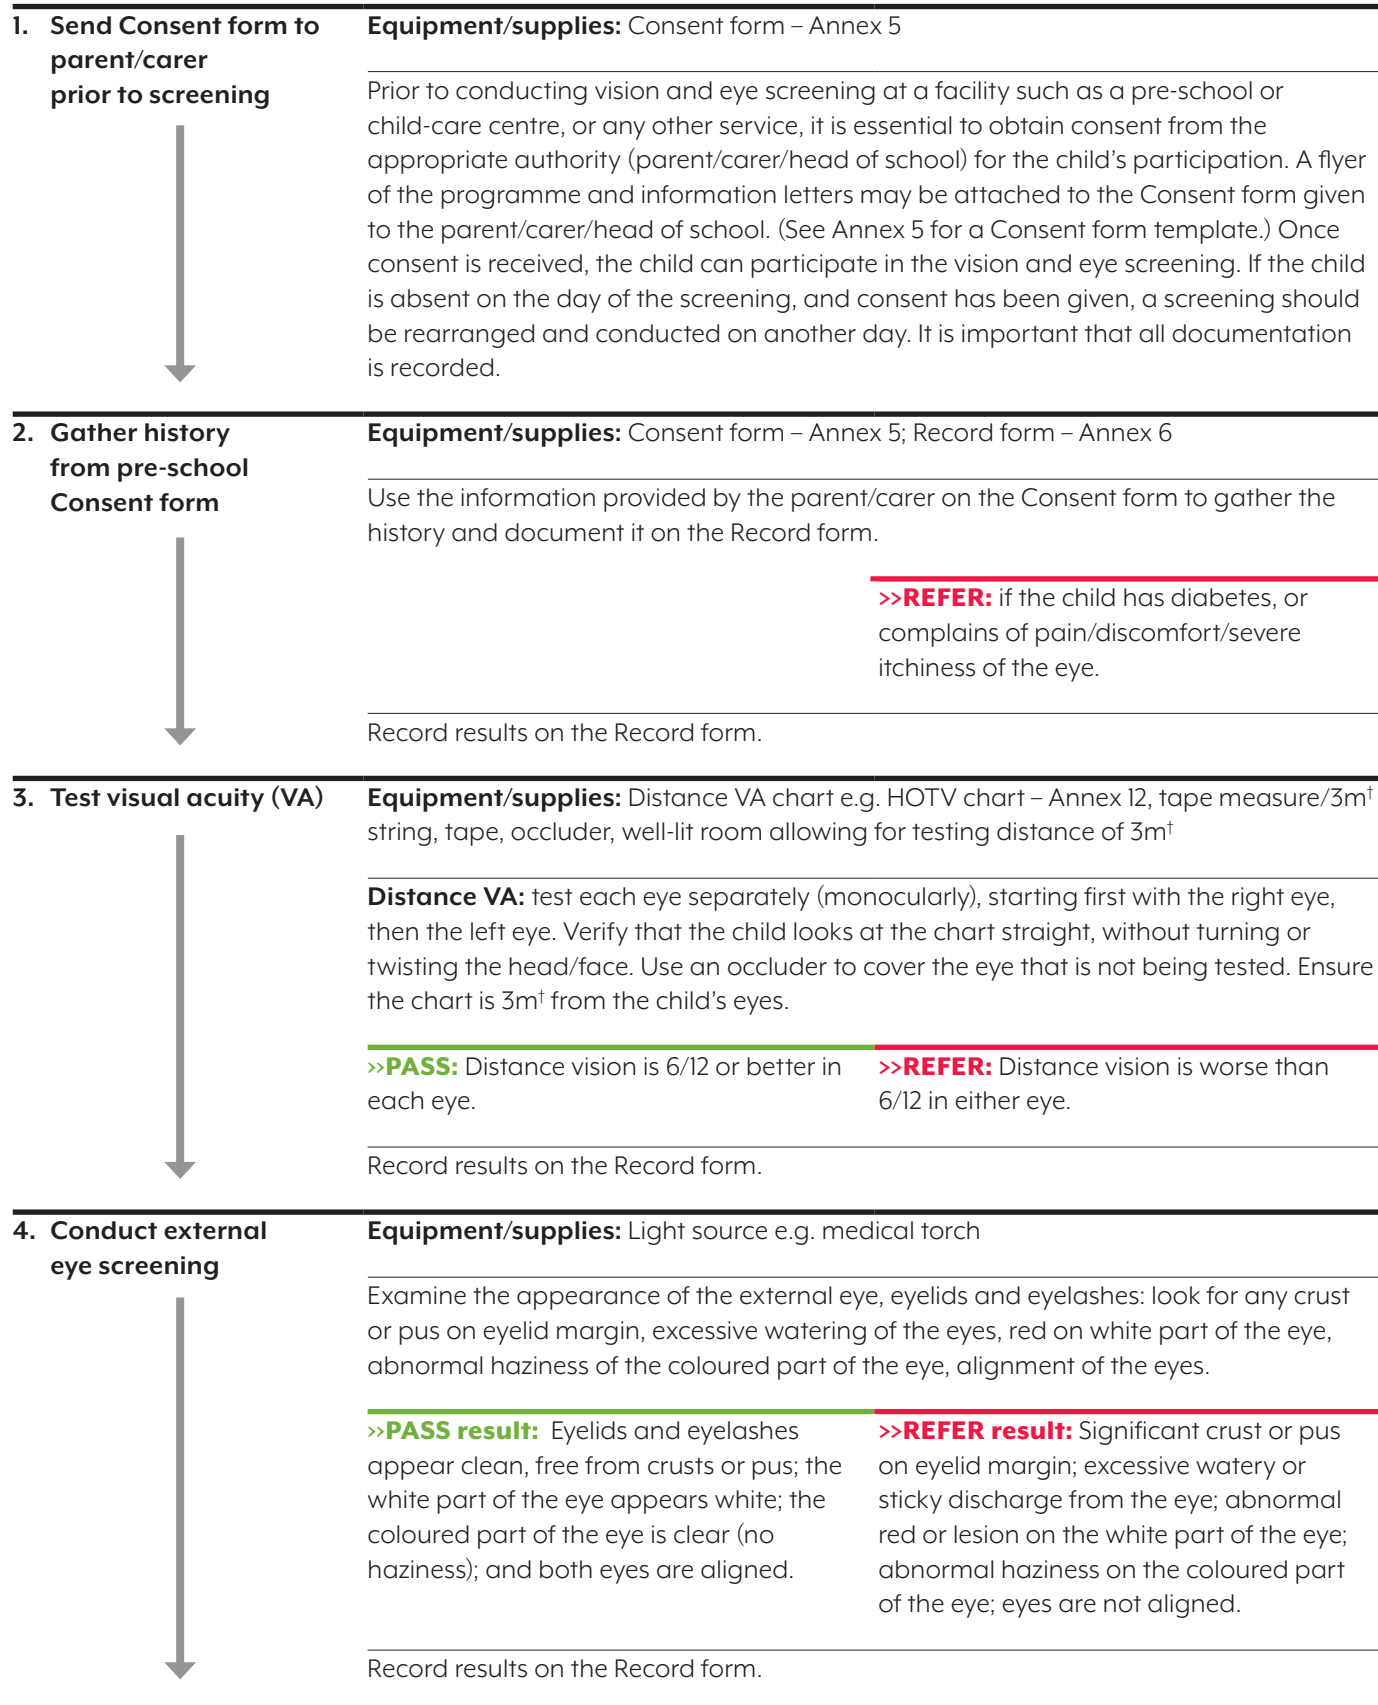 1. Send Consent form to
parent/carer
prior to screening
Equipment/supplies: Consent form – Annex 5
Prior to conducting vision and eye screening at a facility such as a pre-school or
child-care centre, or any other service, it is essential to obtain consent from the
appropriate authority (parent/carer/head of school) for the child’s participation. A flyer
of the programme and information letters may be attached to the Consent form given
to the parent/carer/head of school. (See Annex 5 for a Consent form template.) Once
consent is received, the child can participate in the vision and eye screening. If the child
is absent on the day of the screening, and consent has been given, a screening should
be rearranged and conducted on another day. It is important that all documentation
is recorded.
2. Gather history
from pre-school
Consent form
Equipment/supplies: Consent form – Annex 5; Record form – Annex 6
Use the information provided by the parent/carer on the Consent form to gather the
history and document it on the Record form.
>>REFER: if the child has diabetes, or
complains of pain/discomfort/severe
itchiness of the eye.
Record results on the Record form.
3. Test visual acuity (VA)
Equipment/supplies: Distance VA chart e.g. HOTV chart – Annex 12, tape measure/3m†
string, tape, occluder, well-lit room allowing for testing distance of 3m†
Distance VA: test each eye separately (monocularly), starting first with the right eye,
then the left eye. Verify that the child looks at the chart straight, without turning or
twisting the head/face. Use an occluder to cover the eye that is not being tested. Ensure
the chart is 3m† from the child’s eyes.
>>PASS: Distance vision is 6/12 or better in
each eye.
>>REFER: Distance vision is worse than
6/12 in either eye.
Record results on the Record form.
4. Conduct external
eye screening
Equipment/supplies: Light source e.g. medical torch
Examine the appearance of the external eye, eyelids and eyelashes: look for any crust
or pus on eyelid margin, excessive watering of the eyes, red on white part of the eye,
abnormal haziness of the coloured part of the eye, alignment of the eyes.
>>PASS result: Eyelids and eyelashes
appear clean, free from crusts or pus; the
white part of the eye appears white; the
coloured part of the eye is clear (no
haziness); and both eyes are aligned.
>>REFER result: Significant crust or pus
on eyelid margin; excessive watery or
sticky discharge from the eye; abnormal
red or lesion on the white part of the eye;
abnormal haziness on the coloured part
of the eye; eyes are not aligned.
Record results on the Record form.